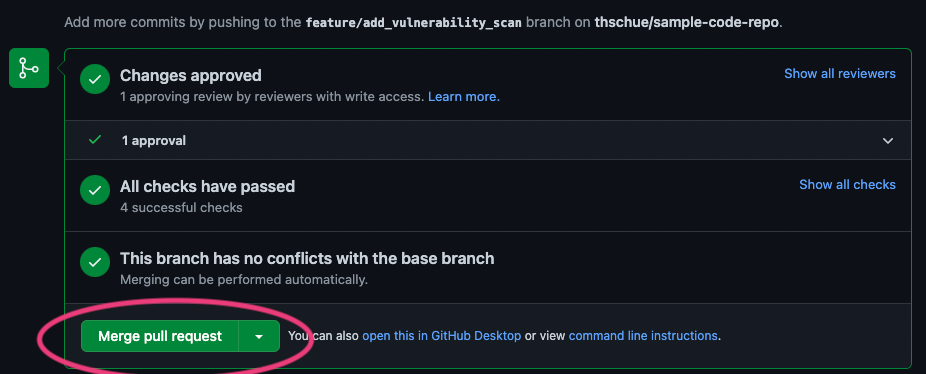 Add more commits by pushing to the feature/add_vulnerability_scan branch on thschue/sample-code-repo.
Changes approved
Show all reviewers
1 approving review by reviewers with write access. Learn more.
1 approval
All checks have passed
Show all checks
4 successful checks
This branch has no conflicts with the base branch
Merging can be performed automatically.
Merge pull request
You can also open this in GitHub Desktop or view command line instructions.